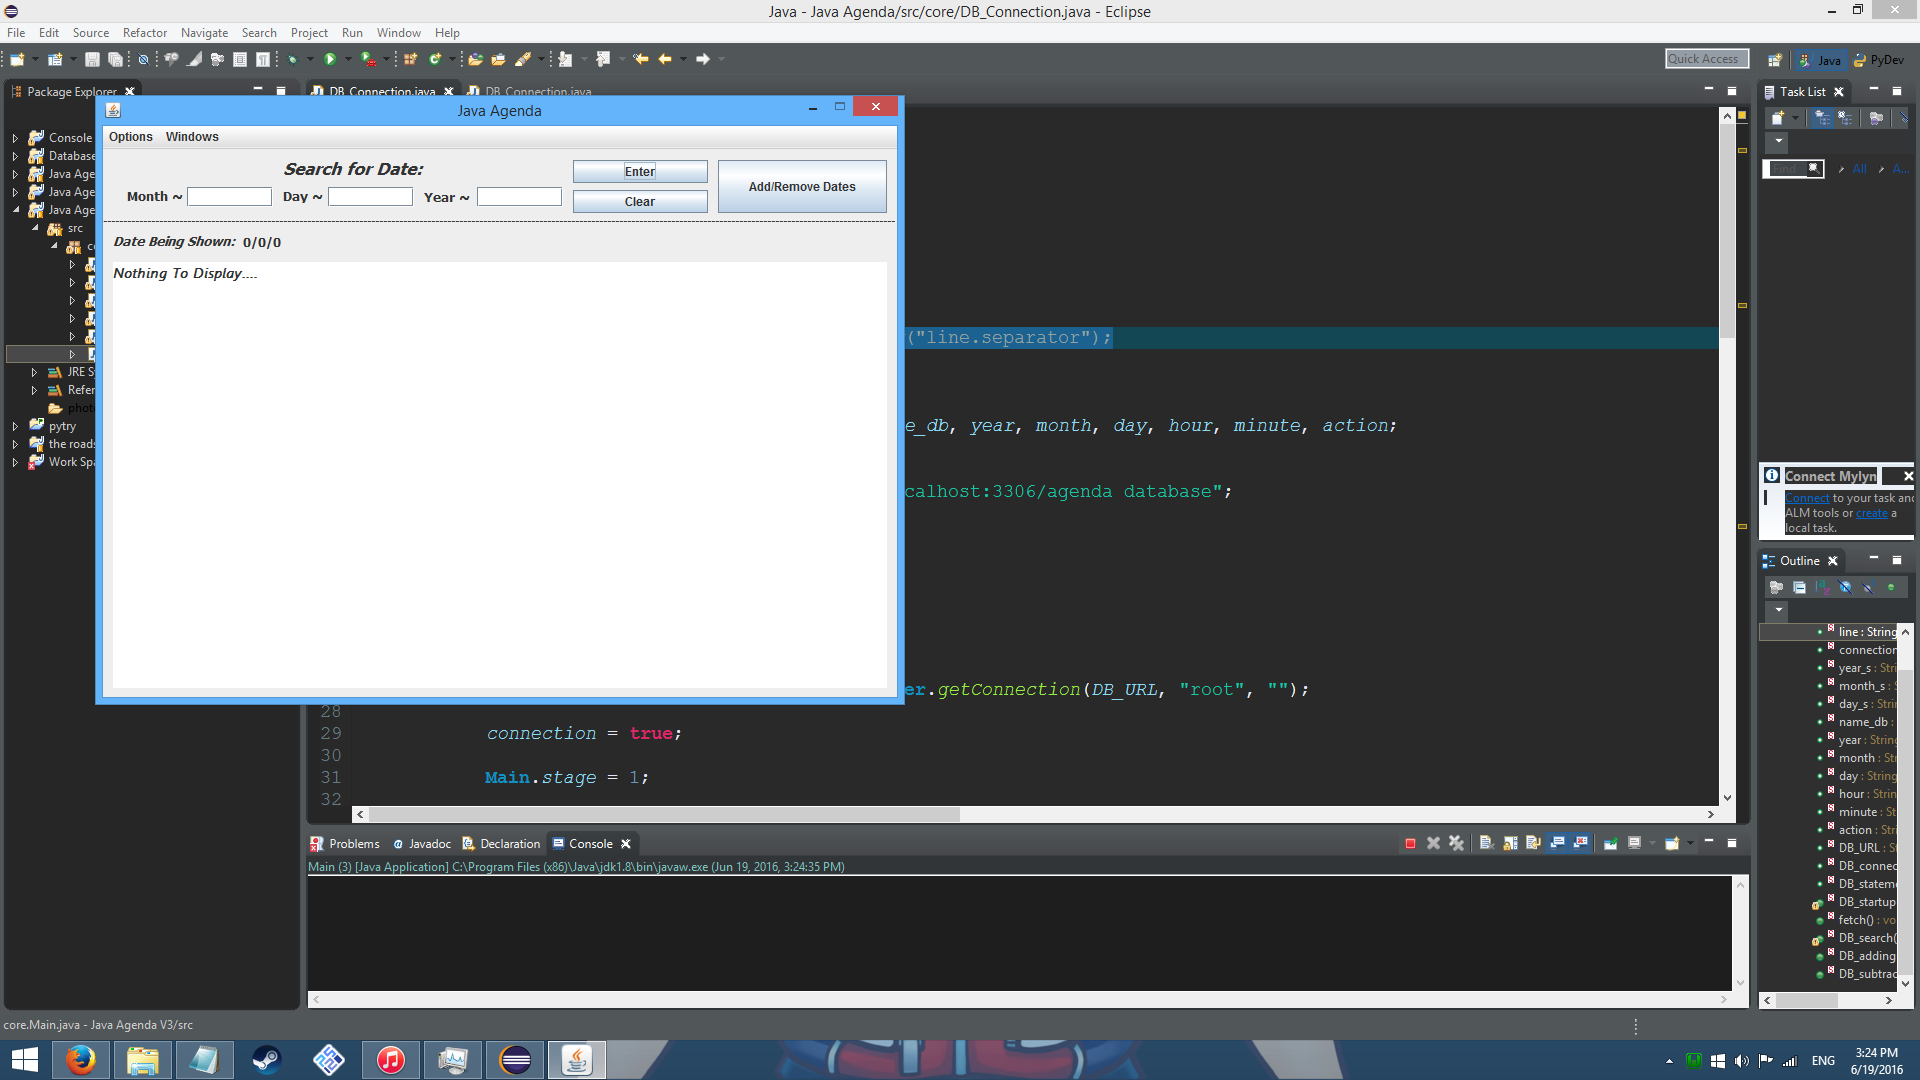 Java - Java Agenda/src/core/DB_Connection.java - Eclipse
File Edit Source Refactor Navigate Search Project Run Window Help
Quick Access
Java
PyDev
Package Explorer
DB_Connection.java
DB_Connection.java
Task List
Java Agenda
Options Windows
Search for Date:
Month ~
Day ~
Year ~
Enter
Clear
Add/Remove Dates
Date Being Shown: 0/0/0
Nothing To Display....
Console
Database
Java Age
Java Age
Java Age
src
JRE S
Refer
phot
pytry
the roads
Work Spa
("line.separator");
e_db, year, month, day, hour, minute, action;
calhost:3306/agenda database";
er.getConnection(DB_URL, "root", "");
28
29 connection = true;
30
31 Main.stage = 1;
32
Find
All
A...
Connect Mylyn
Connect to your task and
ALM tools or create a
local task.
Outline
line : String
connection
year_s : Stri
month_s :
day_s : Strin
name_db :
year : String
month : St
day : String
hour : Strin
minute : St
action : Stri
DB_URL : S
DB_connec
DB_stateme
DB_startup
fetch() : vo
DB_search(
DB_adding
DB_subtrac
Problems @ Javadoc Declaration Console
Main (3) [Java Application] C:\Program Files (x86)\Java\jdk1.8\bin\javaw.exe (Jun 19, 2016, 3:24:35 PM)
core.Main.java - Java Agenda V3/src
ENG
3:24 PM
6/19/2016